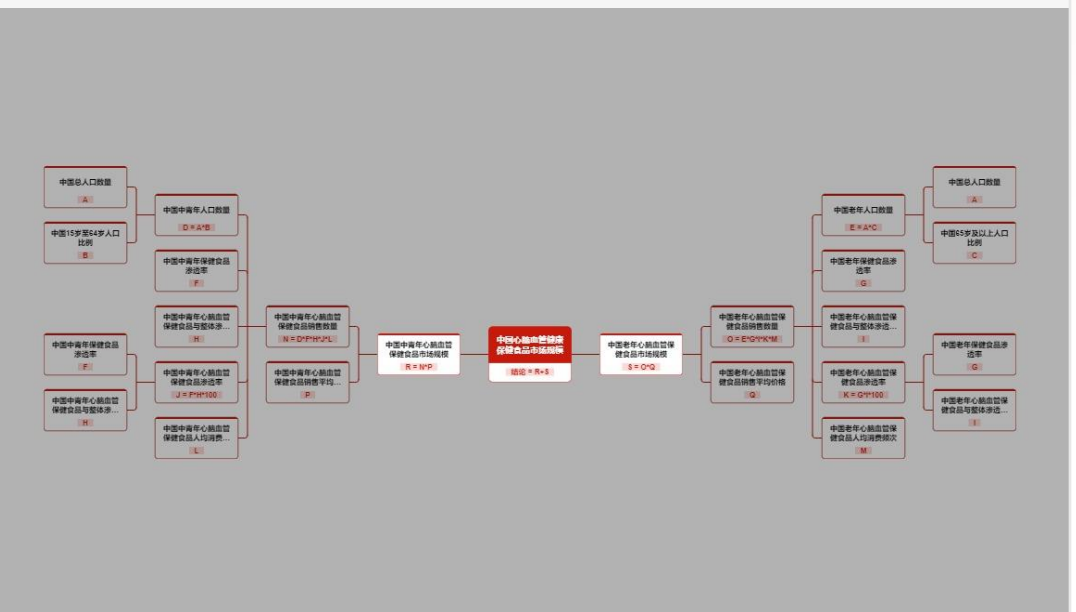 中国总人口数量
A
中国15岁至64岁人口
比例
B
中国中青年人口数量
D = A*B
中国中青年保健食品
渗透率
F
中国中青年心脑血管
保健食品与整体渗...
H
中国中青年保健食品
渗透率
F
中国中青年心脑血管
保健食品与整体渗...
H
中国中青年心脑血管
保健食品渗透率
J = F*H*100
中国中青年心脑血管
保健食品人均消费...
L
中国中青年心脑血管
保健食品销售数量
N = D*F*H*J*L
中国中青年心脑血管
保健食品销售平均...
P
中国中青年心脑血管
保健食品市场规模
R = N*P
中国心脑血管健康
保健食品市场规模
结论 = R+S
中国老年心脑血管保
健食品市场规模
S = O*Q
中国老年心脑血管保
健食品销售数量
O = E*G*I*K*M
中国老年心脑血管保
健食品销售平均价格
Q
中国老年人口数量
E = A*C
中国总人口数量
A
中国65岁及以上人口
比例
C
中国老年保健食品渗
透率
G
中国老年心脑血管保
健食品与整体渗透...
I
中国老年心脑血管保
健食品渗透率
K = G*I*100
中国老年保健食品渗
透率
G
中国老年心脑血管保
健食品与整体渗透...
I
中国老年心脑血管保
健食品人均消费频次
M